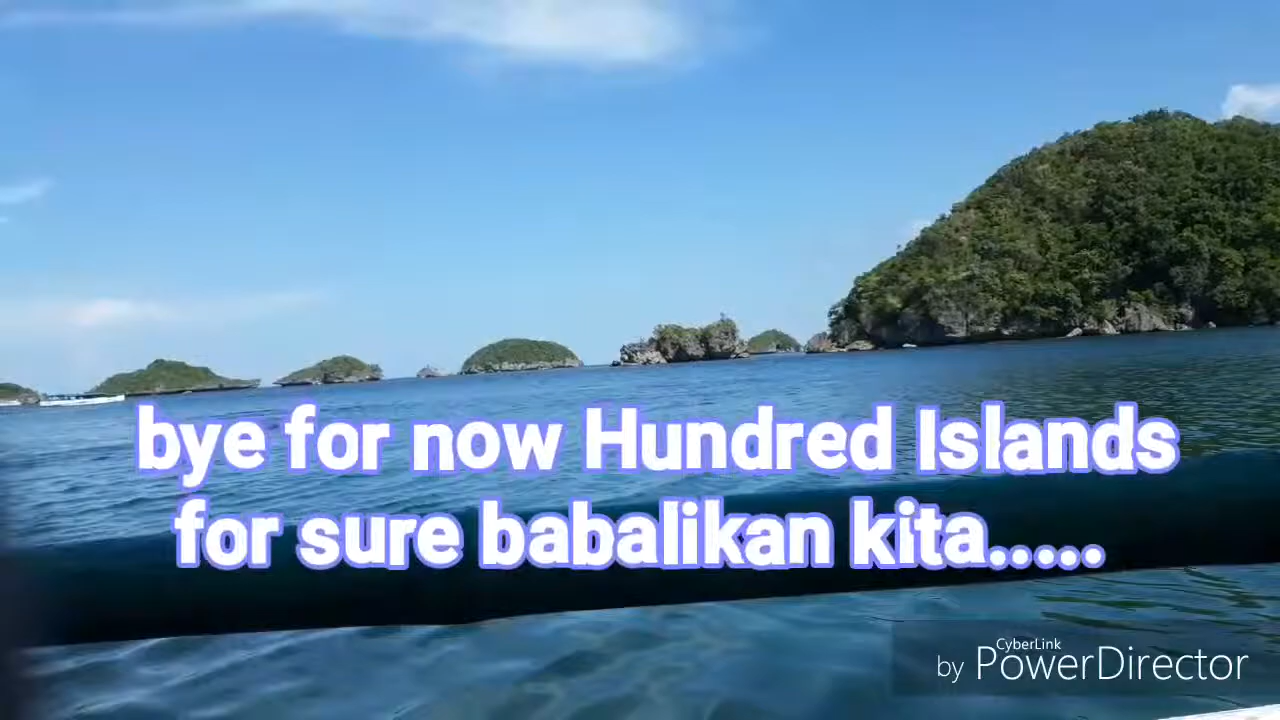 bye for now Hundred Islands
for sure babalikan kita.....
CyberLink
by PowerDirector